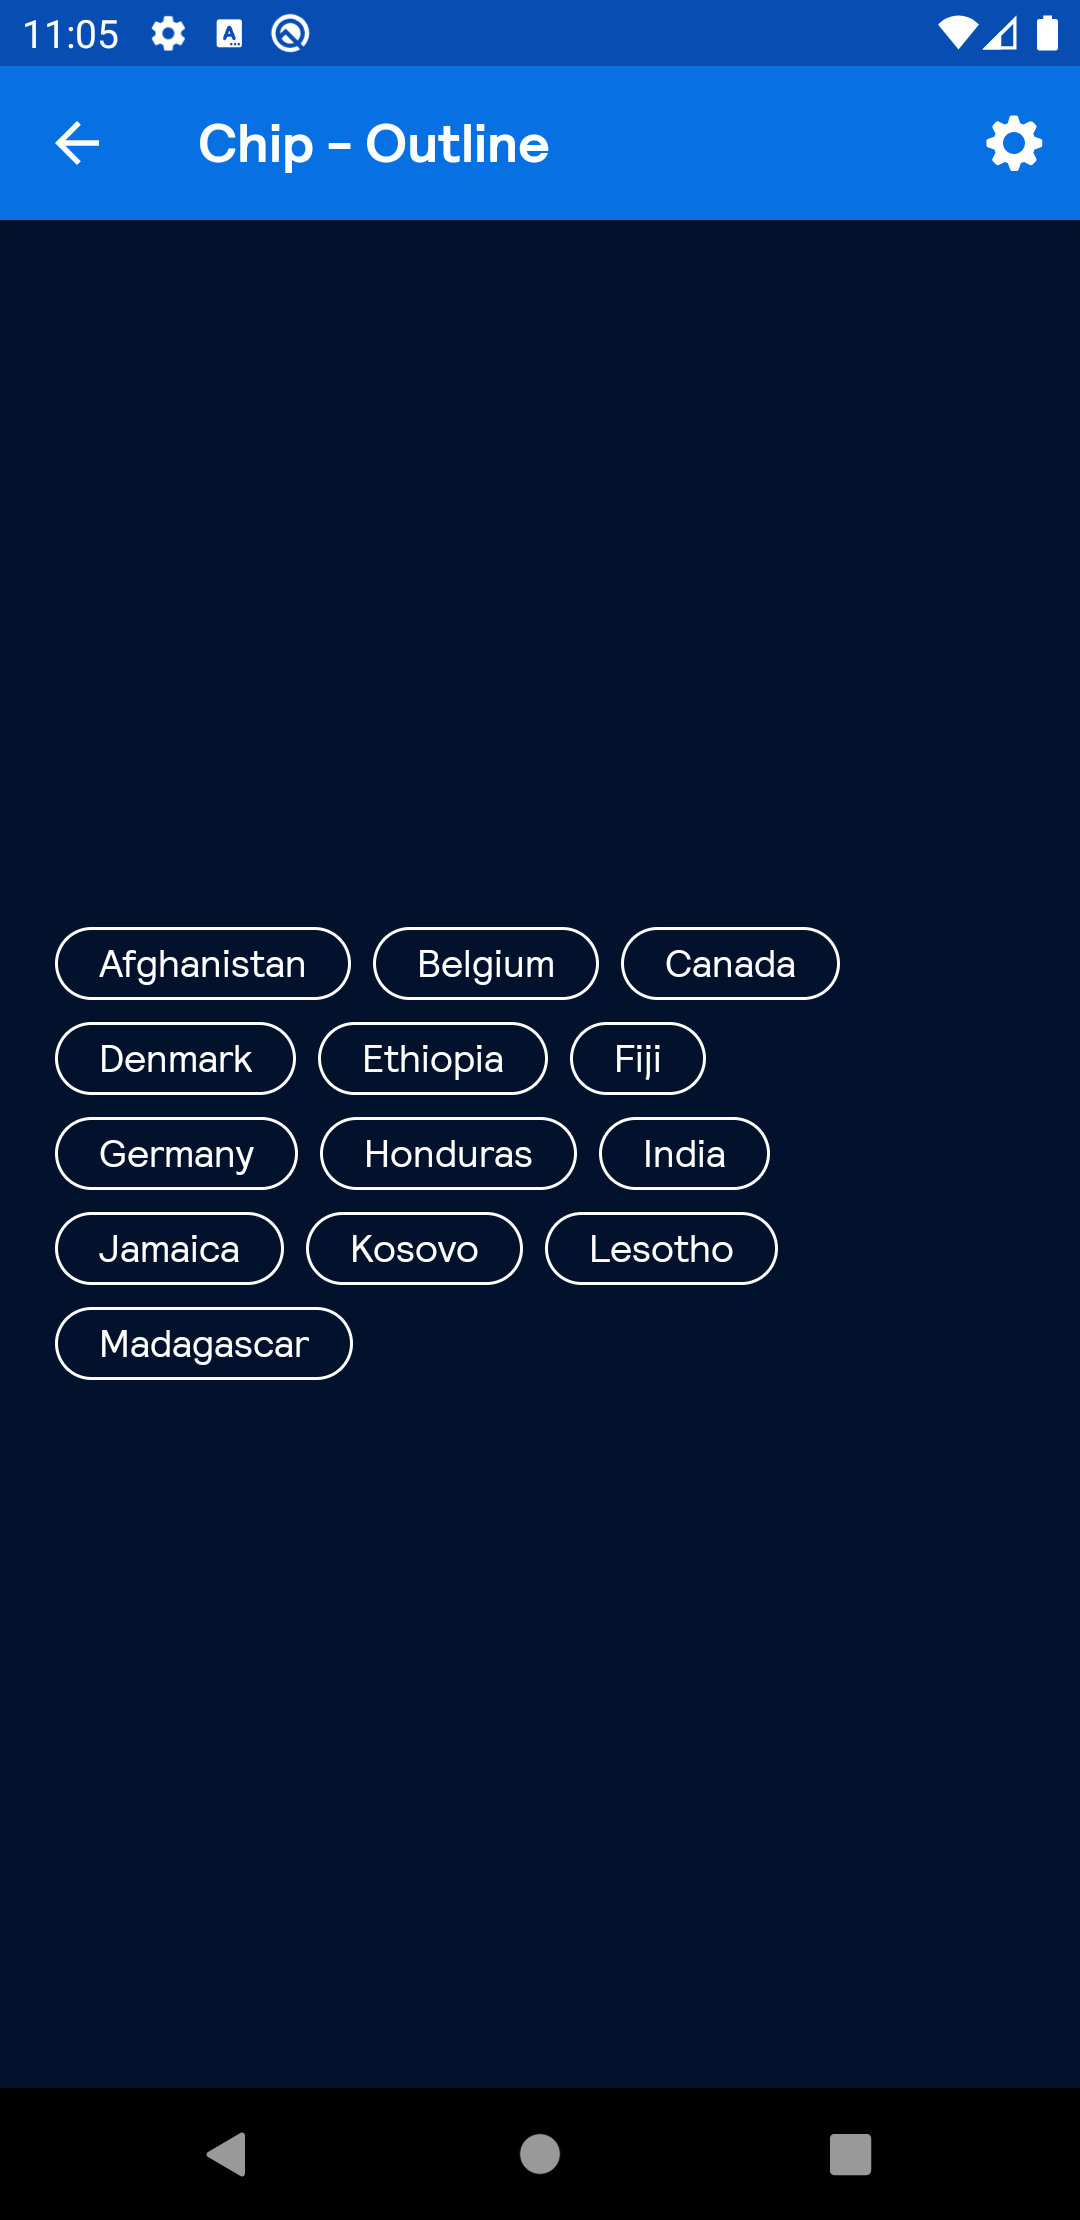 11:05
Chip - Outline
Afghanistan Belgium Canada
Denmark Ethiopia Fiji
Germany Honduras India
Jamaica Kosovo Lesotho
Madagascar